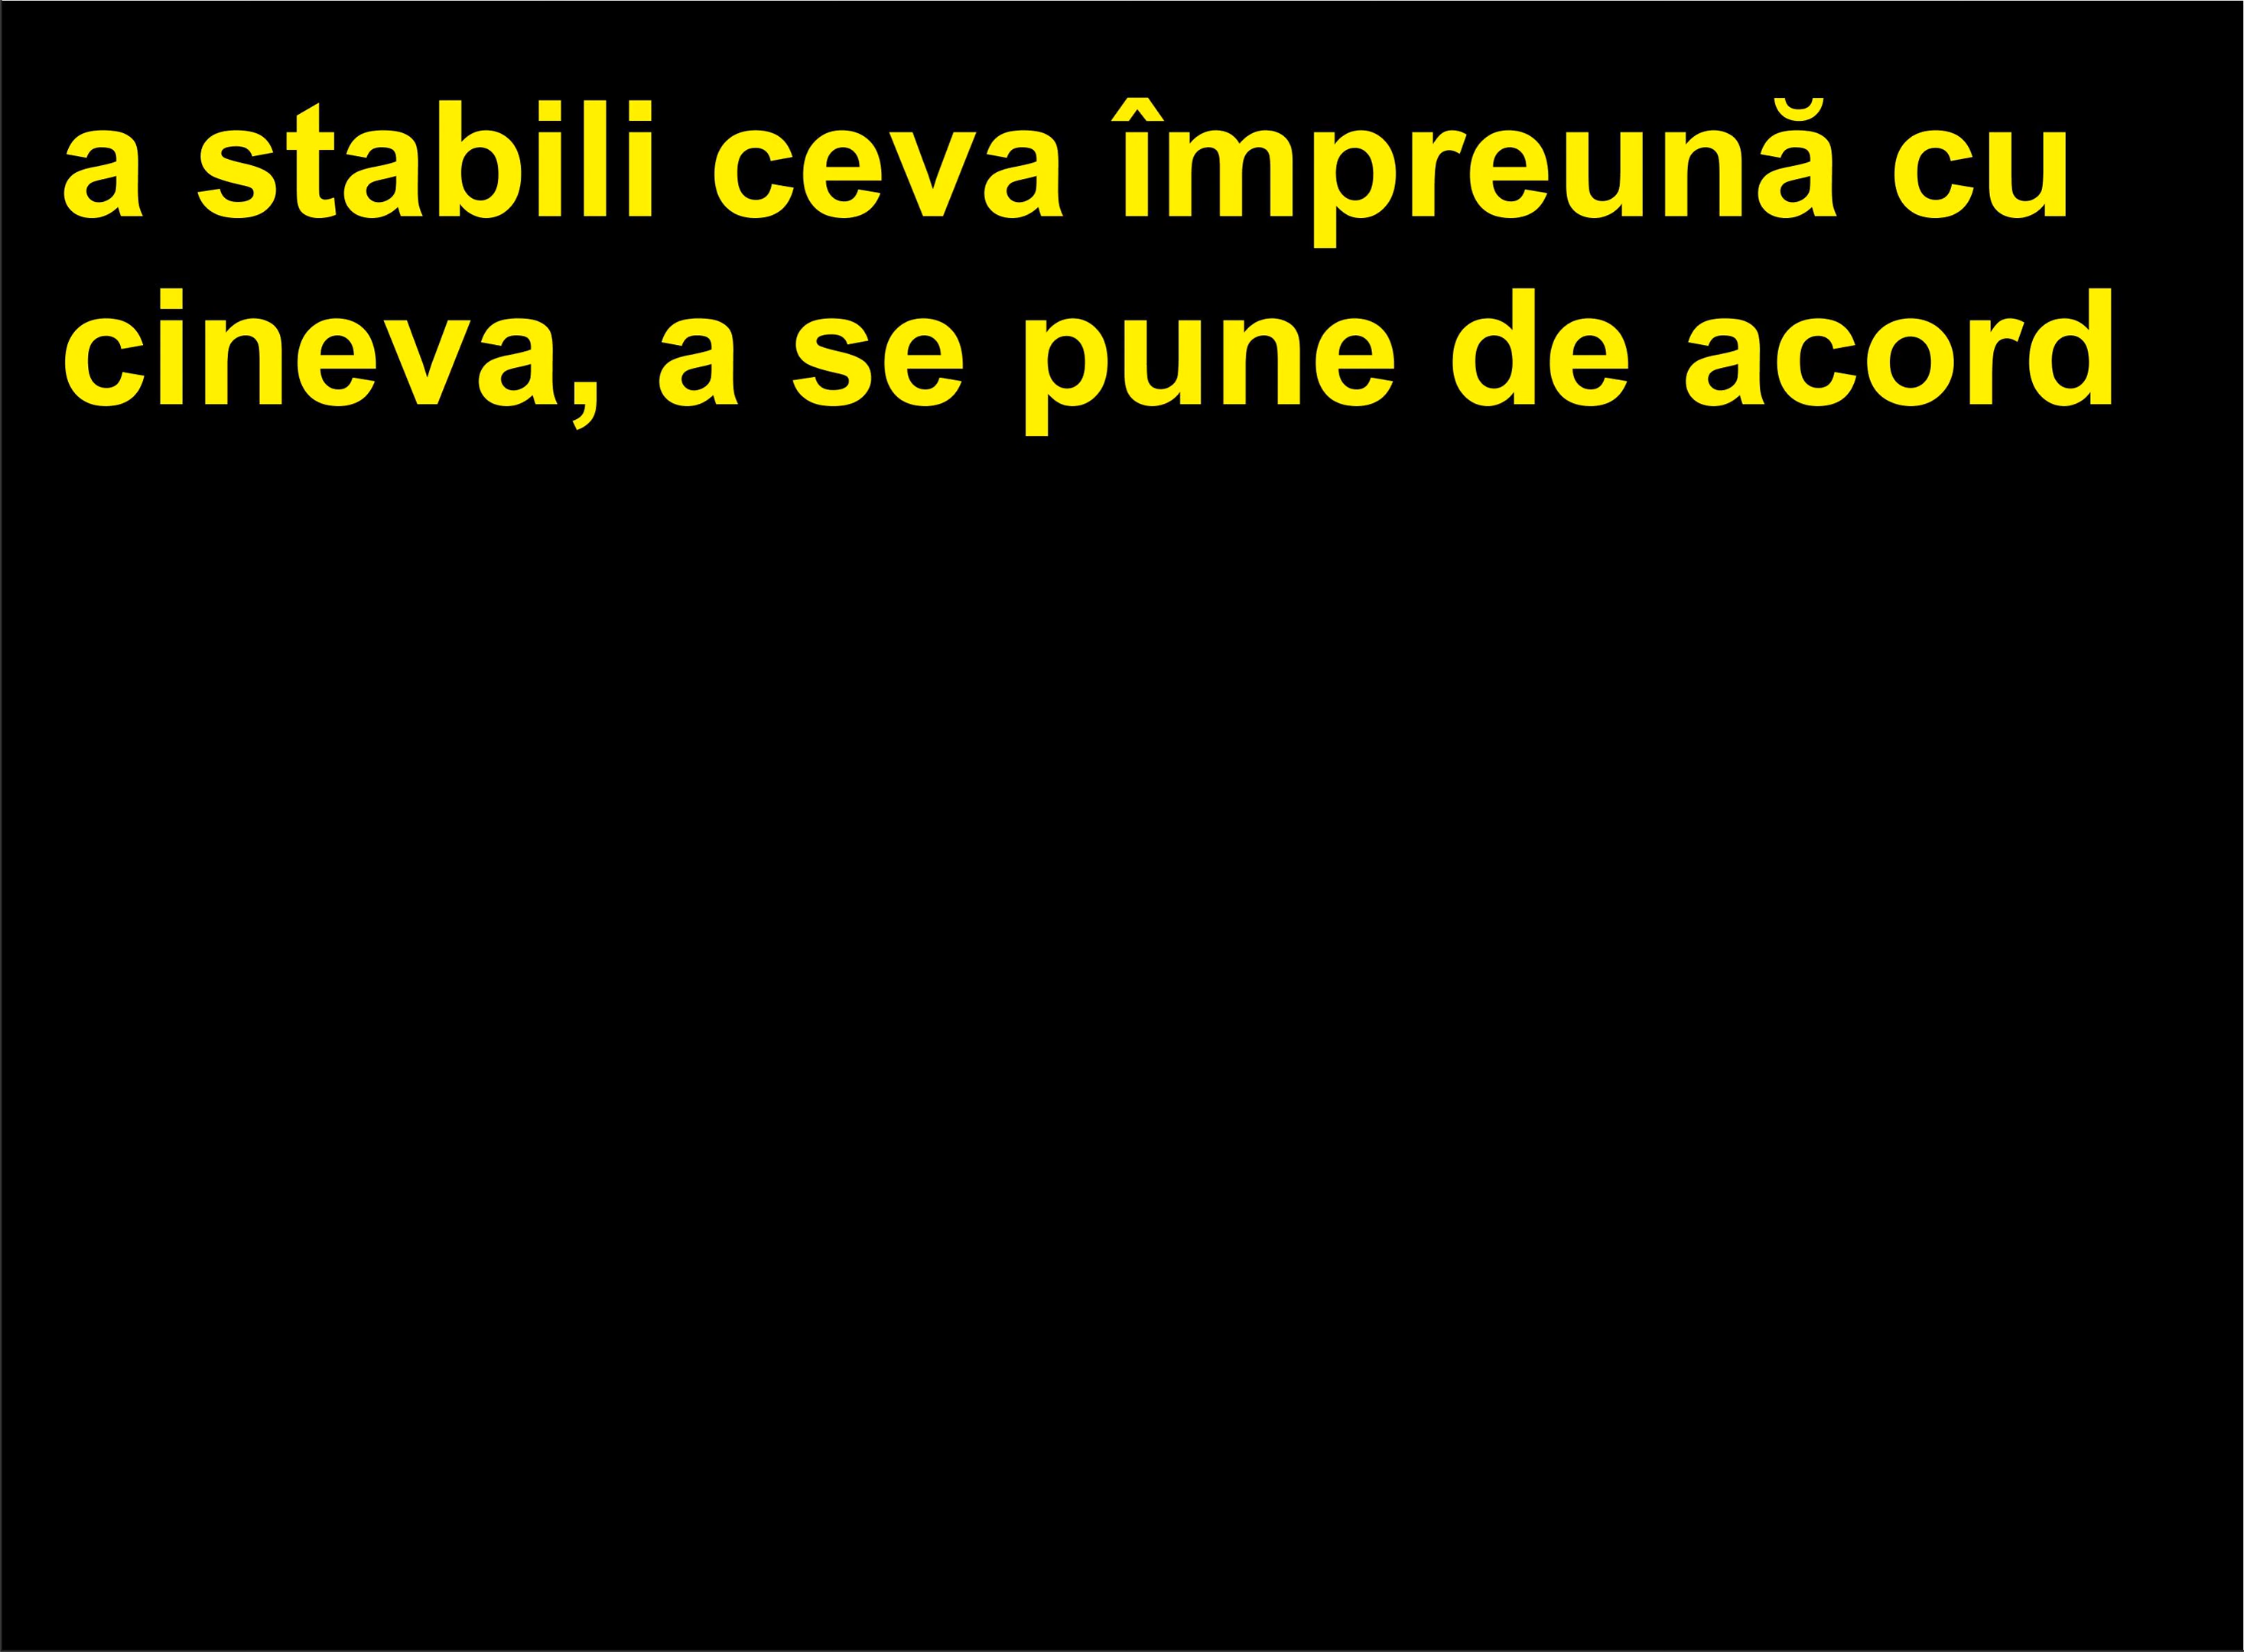 a stabili ceva împreună cu
cineva, a se pune de acord